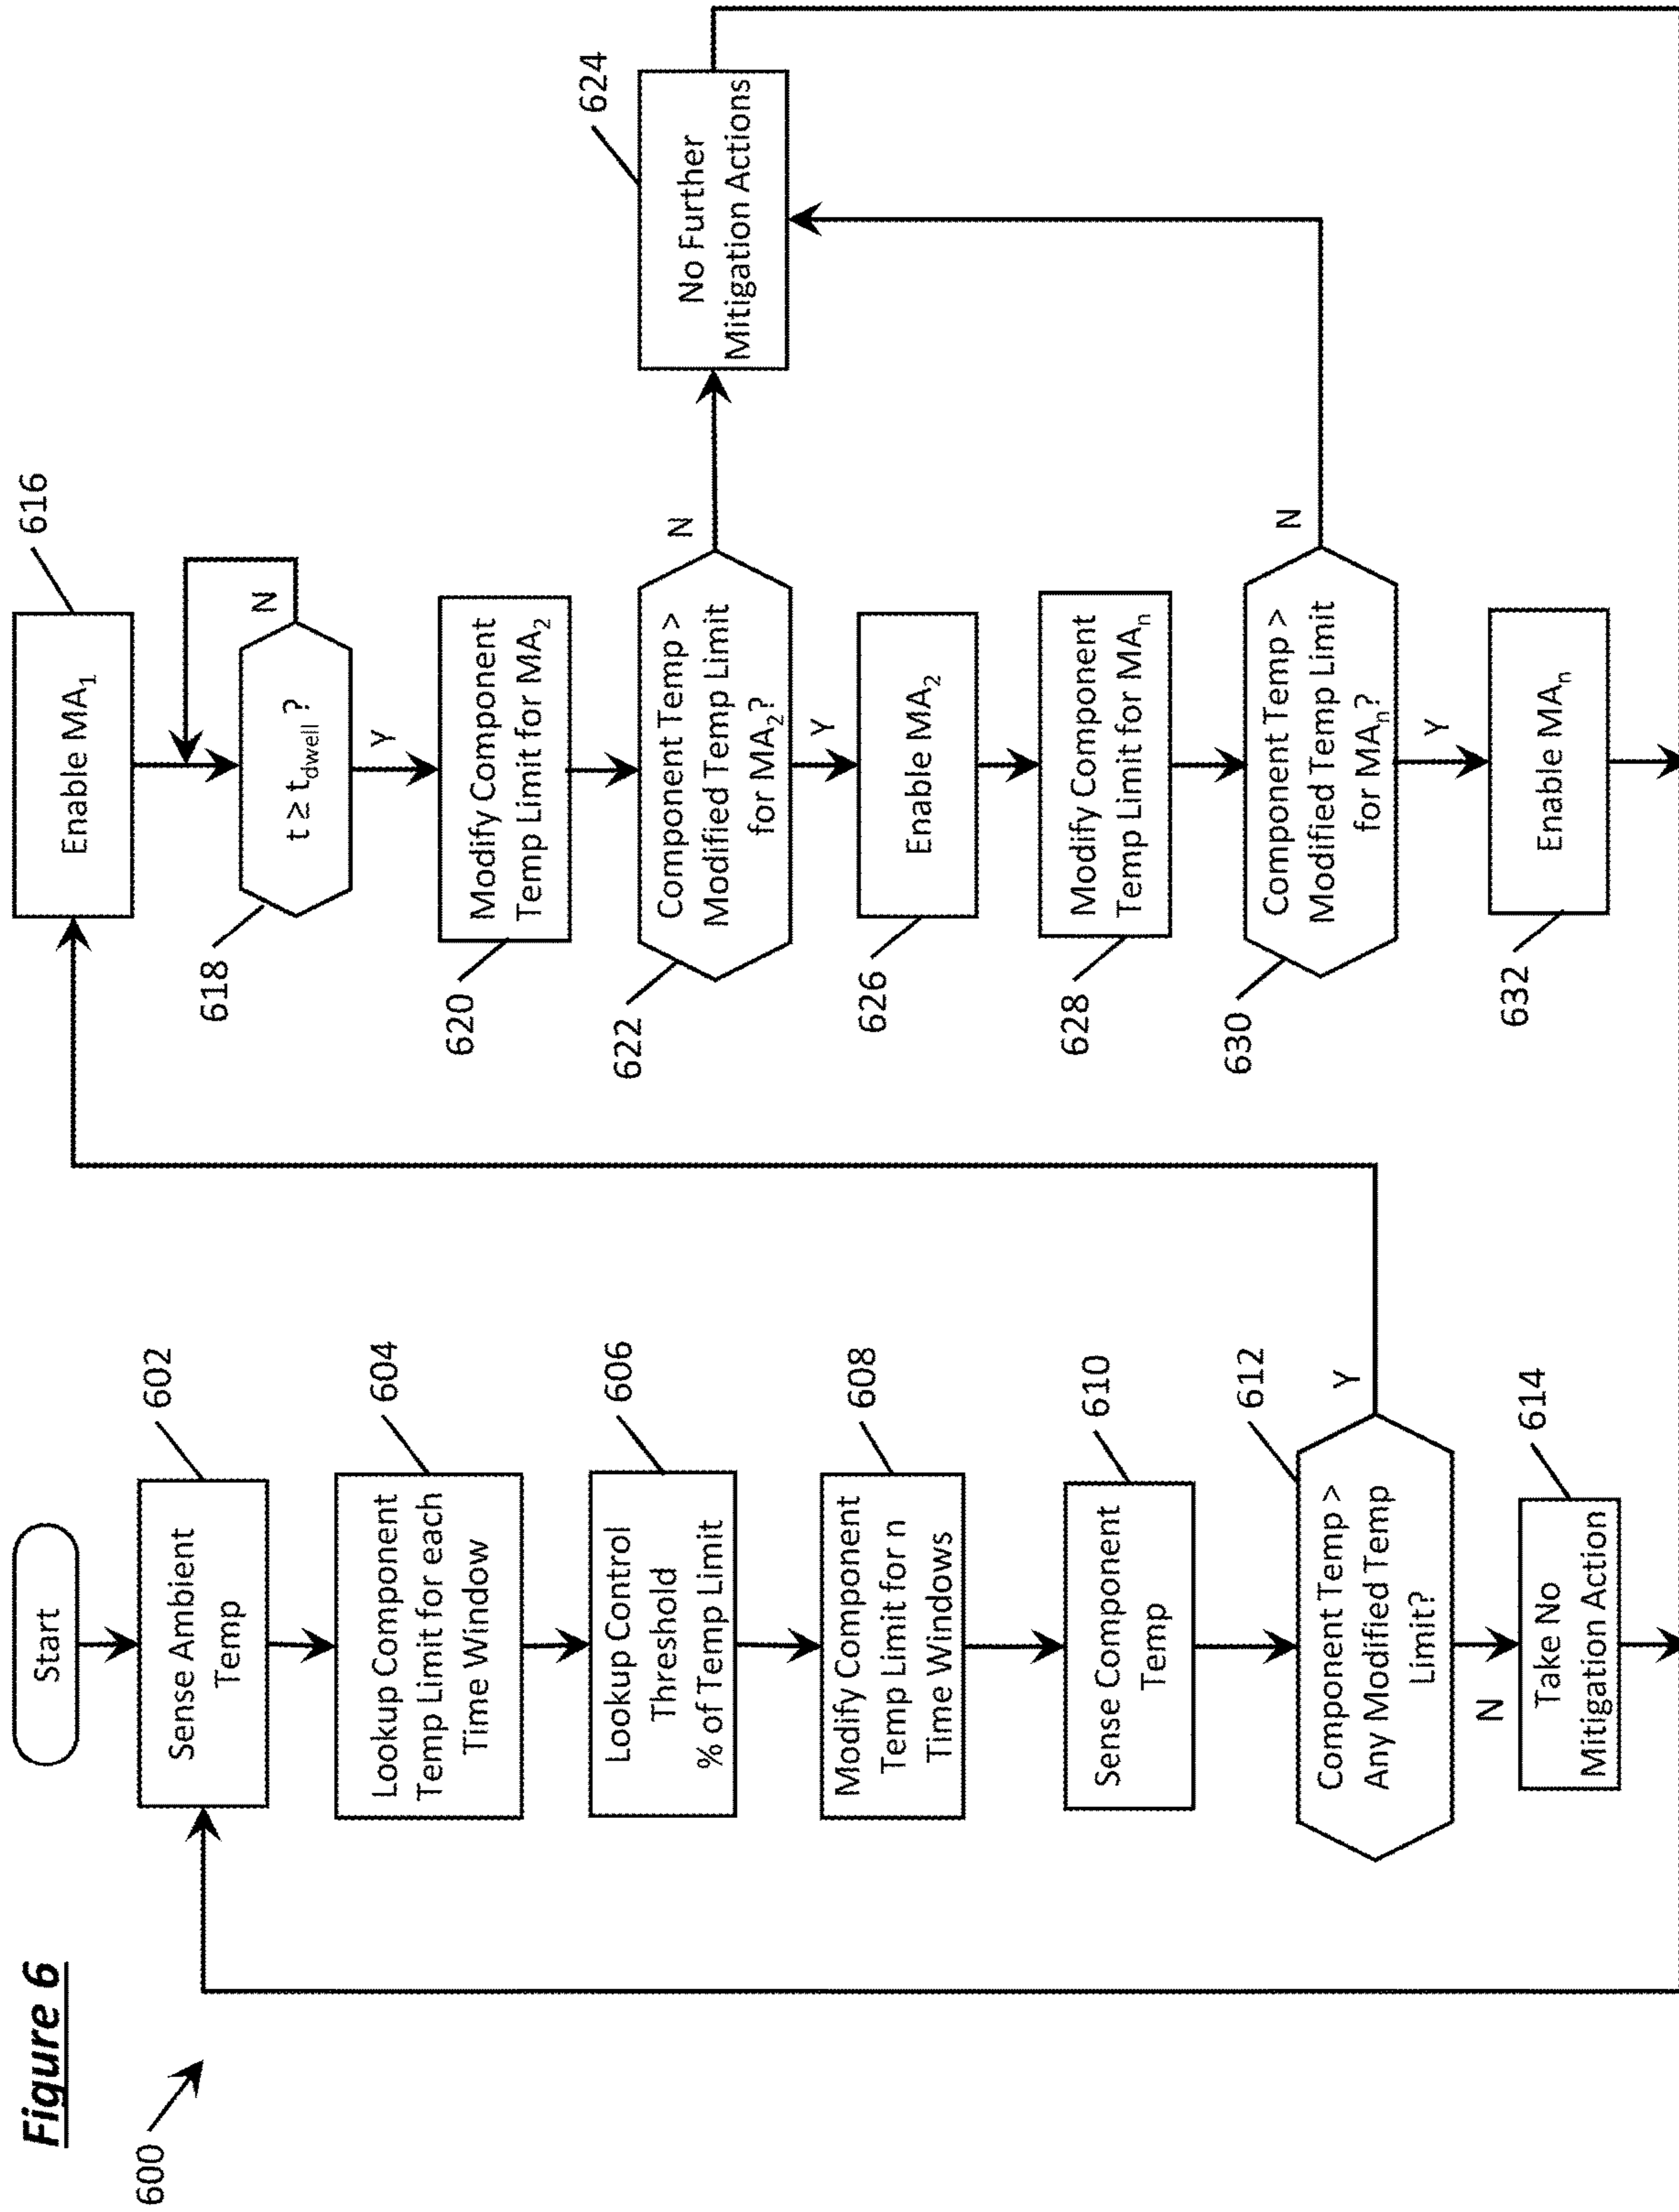 Figure 6
600
Start
Sense Ambient
Temp
602
Lookup Component
Temp Limit for each
Time Window
604
Lookup Control
Threshold
% of Temp Limit
606
Modify Component
Temp Limit for n
Time Windows
608
Sense Component
Temp
610
Component Temp >
Any Modified Temp
Limit?
612
Y
N
Take No
Mitigation Action
614
Enable MA1
616
t ≥ tdwell ?
618
N
Y
Modify Component
Temp Limit for MA2
620
Component Temp >
Modified Temp Limit
for MA2?
622
N
Y
No Further
Mitigation Actions
624
Enable MA2
626
Modify Component
Temp Limit for MAn
628
Component Temp >
Modified Temp Limit
for MAn?
630
N
Y
Enable MAn
632